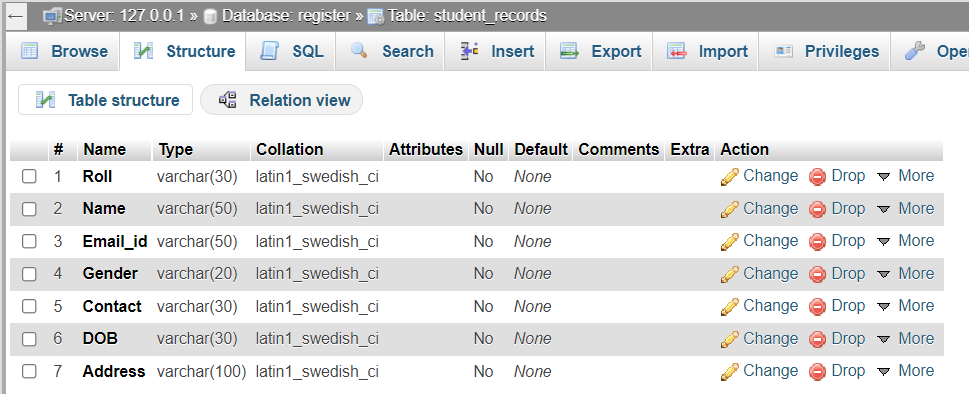 ← Server: 127.0.0.1 » Database: register » Table: student_records
Browse Structure SQL Search Insert Export Import Privileges Oper
Table structure Relation view
# Name Type Collation Attributes Null Default Comments Extra Action
1 Roll varchar(30) latin1_swedish_ci No None Change Drop More
2 Name varchar(50) latin1_swedish_ci No None Change Drop More
3 Email_id varchar(50) latin1_swedish_ci No None Change Drop More
4 Gender varchar(20) latin1_swedish_ci No None Change Drop More
5 Contact varchar(30) latin1_swedish_ci No None Change Drop More
6 DOB varchar(30) latin1_swedish_ci No None Change Drop More
7 Address varchar(100) latin1_swedish_ci No None Change Drop More